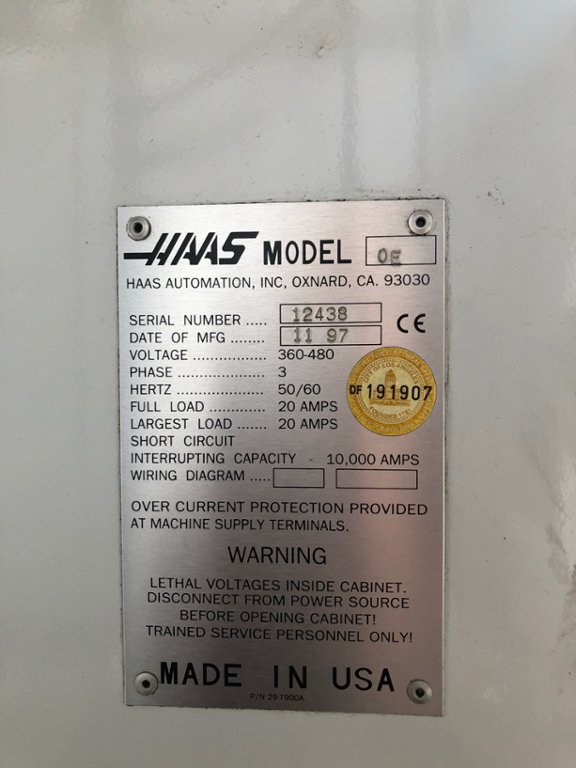 HAAS MODEL 0E
HAAS AUTOMATION, INC, OXNARD, CA. 93030
SERIAL NUMBER ..... 12438
DATE OF MFG ........ 11 97
CE
VOLTAGE ................. 360-480
PHASE ..................... 3
HERTZ ..................... 50/60
DF 191907
FULL LOAD ............. 20 AMPS
LARGEST LOAD ....... 20 AMPS
SHORT CIRCUIT
INTERRUPTING CAPACITY - 10,000 AMPS
WIRING DIAGRAM .....
OVER CURRENT PROTECTION PROVIDED
AT MACHINE SUPPLY TERMINALS.
WARNING
LETHAL VOLTAGES INSIDE CABINET.
DISCONNECT FROM POWER SOURCE
BEFORE OPENING CABINET!
TRAINED SERVICE PERSONNEL ONLY!
MADE IN USA
P/N 29-7900A